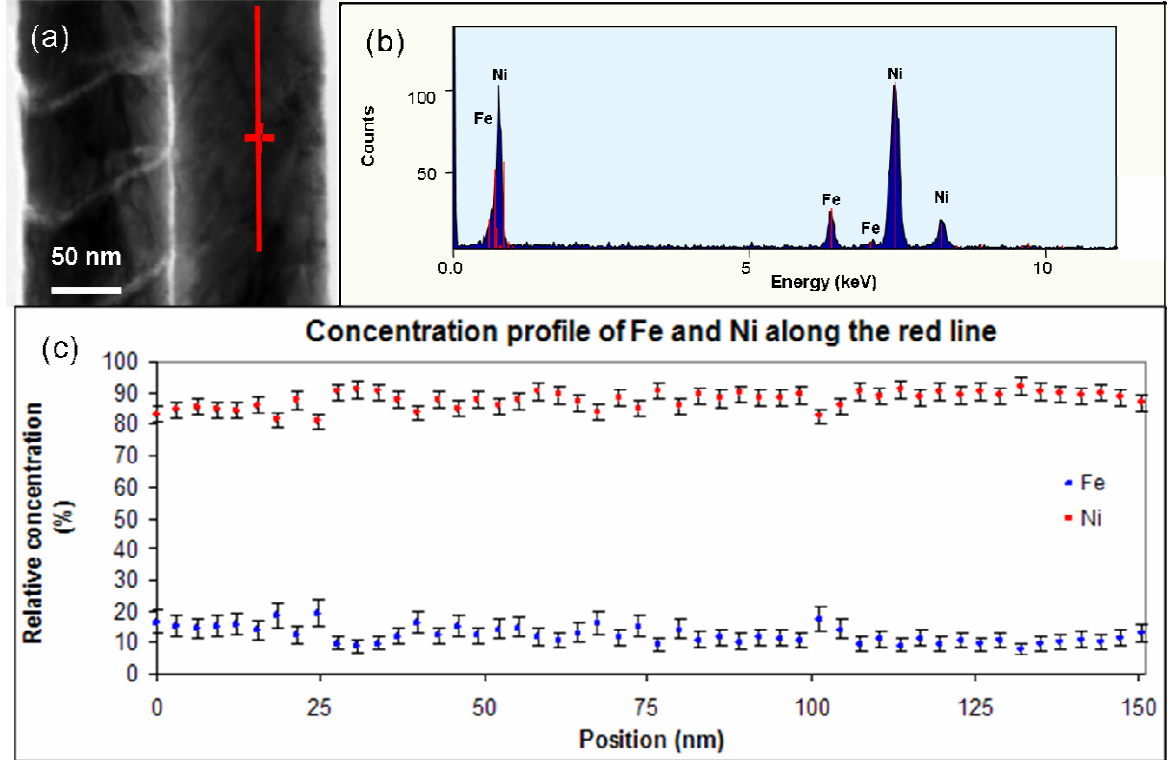 (a)
50 nm
(b)
Counts
100
50
Ni
Fe
Fe
Fe
Ni
Ni
0.0
5
10
Energy (keV)
(c)
Concentration profile of Fe and Ni along the red line
Relative concentration
(%)
100
90
80
70
60
50
40
30
20
10
0
Fe
Ni
0
25
50
75
100
125
150
Position (nm)